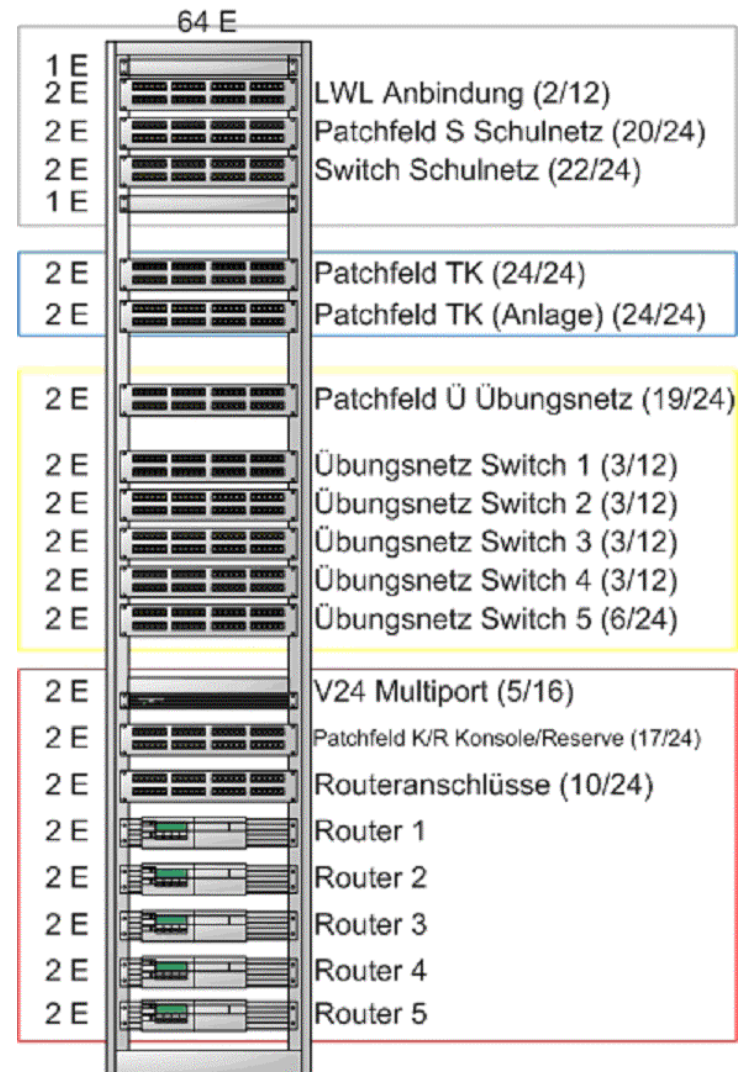 64 E
1 E
2 E LWL Anbindung (2/12)
2 E Patchfeld S Schulnetz (20/24)
2 E Switch Schulnetz (22/24)
1 E
2 E Patchfeld TK (24/24)
2 E Patchfeld TK (Anlage) (24/24)
2 E Patchfeld Ü Übungsnetz (19/24)
2 E Übungsnetz Switch 1 (3/12)
2 E Übungsnetz Switch 2 (3/12)
2 E Übungsnetz Switch 3 (3/12)
2 E Übungsnetz Switch 4 (3/12)
2 E Übungsnetz Switch 5 (6/24)
2 E V24 Multiport (5/16)
2 E Patchfeld K/R Konsole/Reserve (17/24)
2 E Routeranschlüsse (10/24)
2 E Router 1
2 E Router 2
2 E Router 3
2 E Router 4
2 E Router 5